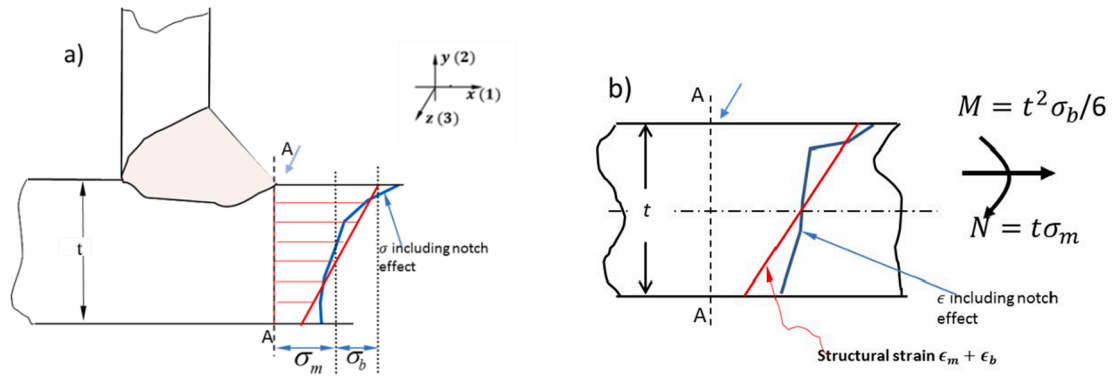 a)
y (2)
x (1)
z (3)
A
t
σ including notch
effect
A
σm
σb
b)
A
M = t²σb/6
t
N = tσm
A
ϵ including notch
effect
Structural strain ϵm + ϵb